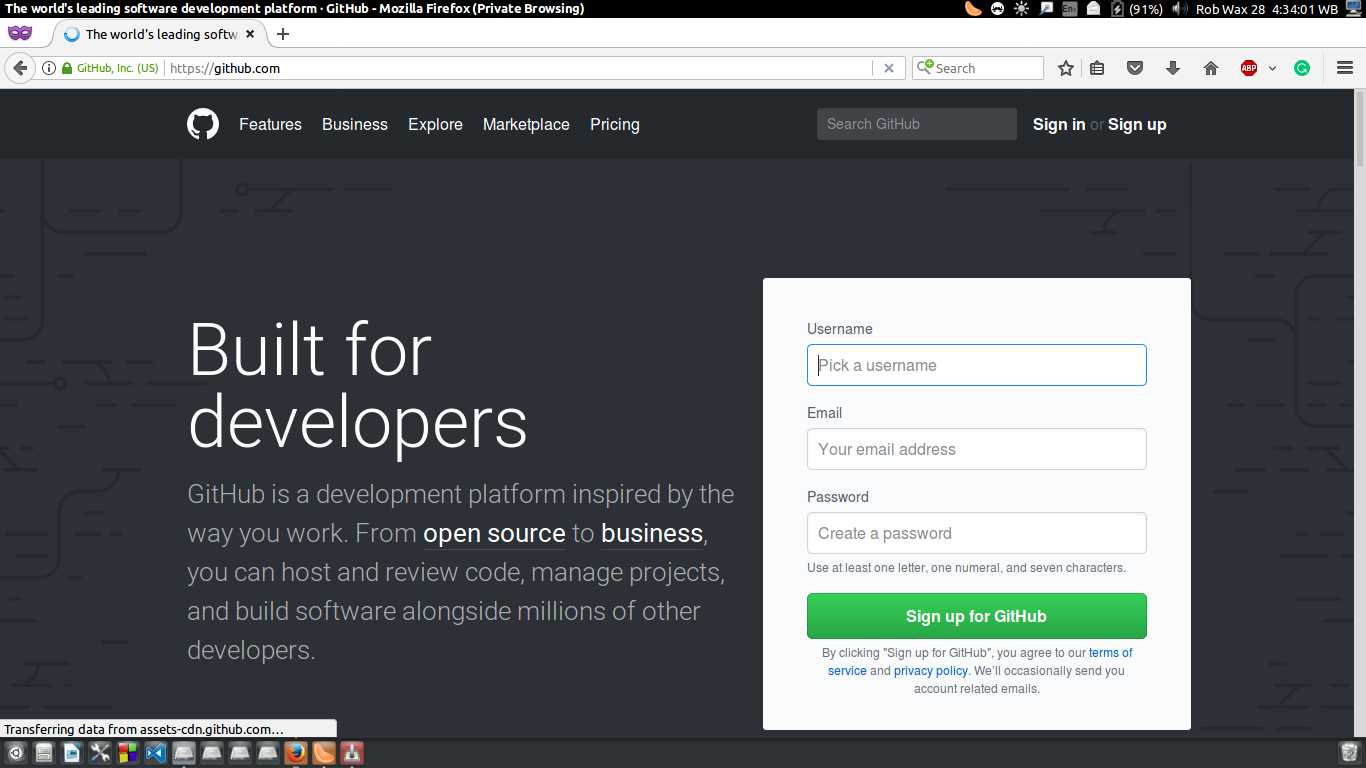 The world's leading software development platform · GitHub - Mozilla Firefox (Private Browsing)
(91%) Rob Wax 28 4:34:01 WB
The world's leading softw
GitHub, Inc. (US) https://github.com Search
ABP
Features Business Explore Marketplace Pricing Search GitHub Sign in or Sign up
Built for
developers
GitHub is a development platform inspired by the
way you work. From open source to business,
you can host and review code, manage projects,
and build software alongside millions of other
developers.
Username
Pick a username
Email
Your email address
Password
Create a password
Use at least one letter, one numeral, and seven characters.
Sign up for GitHub
By clicking "Sign up for GitHub", you agree to our terms of
service and privacy policy. We'll occasionally send you
account related emails.
Transferring data from assets-cdn.github.com...